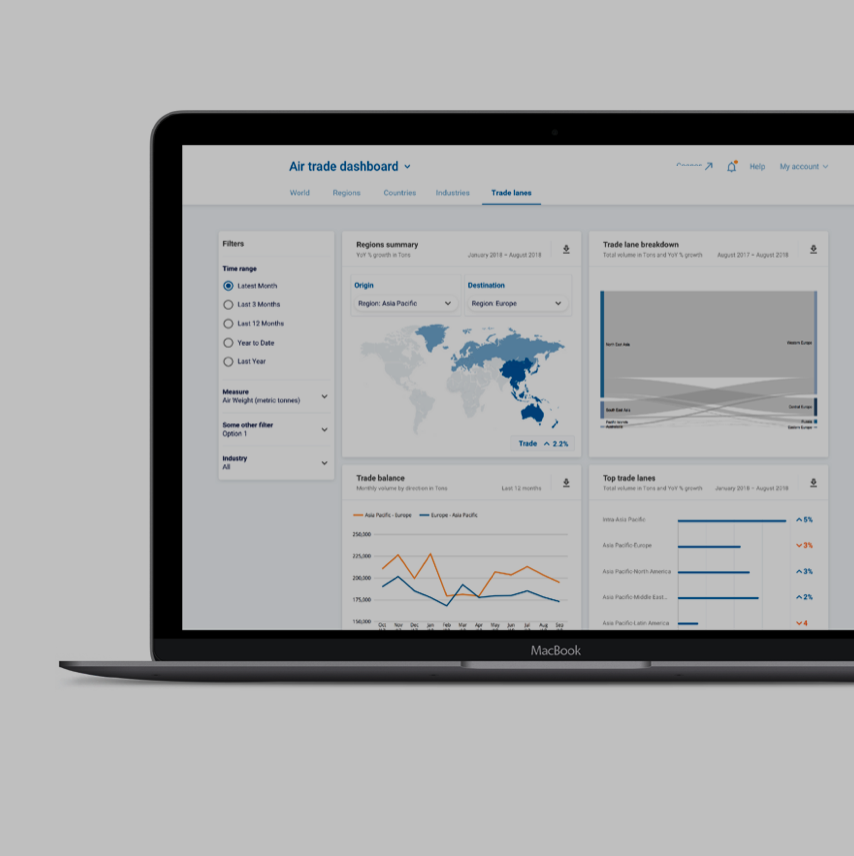 Air trade dashboard
Help
My account
World
Regions
Countries
Industries
Trade lanes
Filters
Time range
Latest Month
Last 3 Months
Last 12 Months
Year to Date
Last Year
Measure
Air Weight (metric tonnes)
Some other filter
Option 1
Industry
All
Regions summary
YoY % growth in Tons
January 2018 – August 2018
Origin
Destination
Region: Asia Pacific
Region: Europe
Trade 2.2%
Trade lane breakdown
Total volume in Tons and YoY % growth
August 2017 – August 2018
North East Asia
Western Europe
South East Asia
Central Europe
Eastern Europe
Trade balance
Monthly volume by direction in Tons
Last 12 months
Asia Pacific - Europe
Europe - Asia Pacific
250,000
225,000
200,000
175,000
150,000
Oct Nov Dec Jan Feb Mar Apr May Jun Jul Aug Sep
Top trade lanes
Total volume in Tons and YoY % growth
January 2018 – August 2018
Intra-Asia Pacific
5%
Asia Pacific-Europe
3%
Asia Pacific-North America
3%
Asia Pacific-Middle East...
2%
Asia Pacific-Latin America
4
MacBook